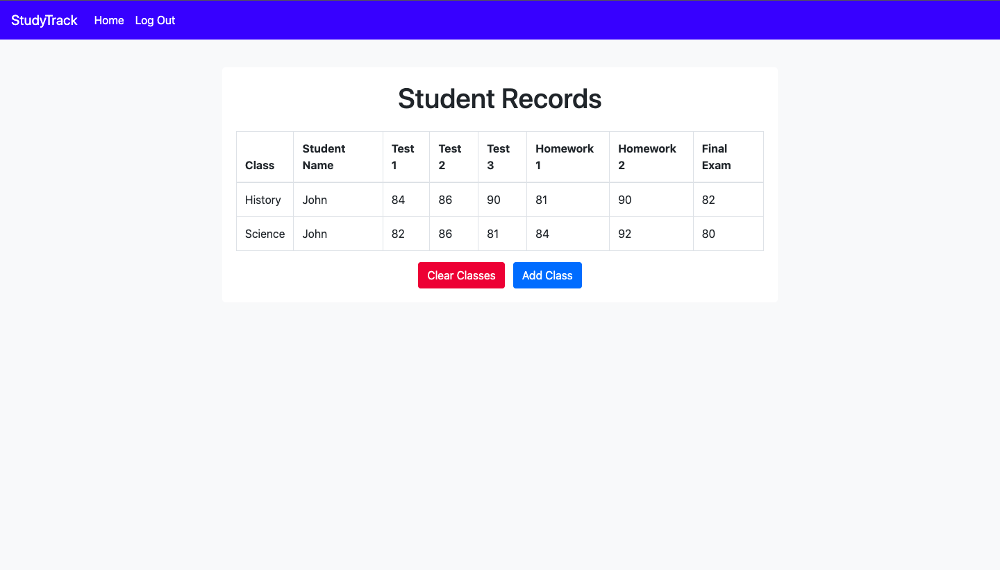 StudyTrack Home Log Out
Student Records
Class Student Name Test 1 Test 2 Test 3 Homework 1 Homework 2 Final Exam
History John 84 86 90 81 90 82
Science John 82 86 81 84 92 80
Clear Classes Add Class